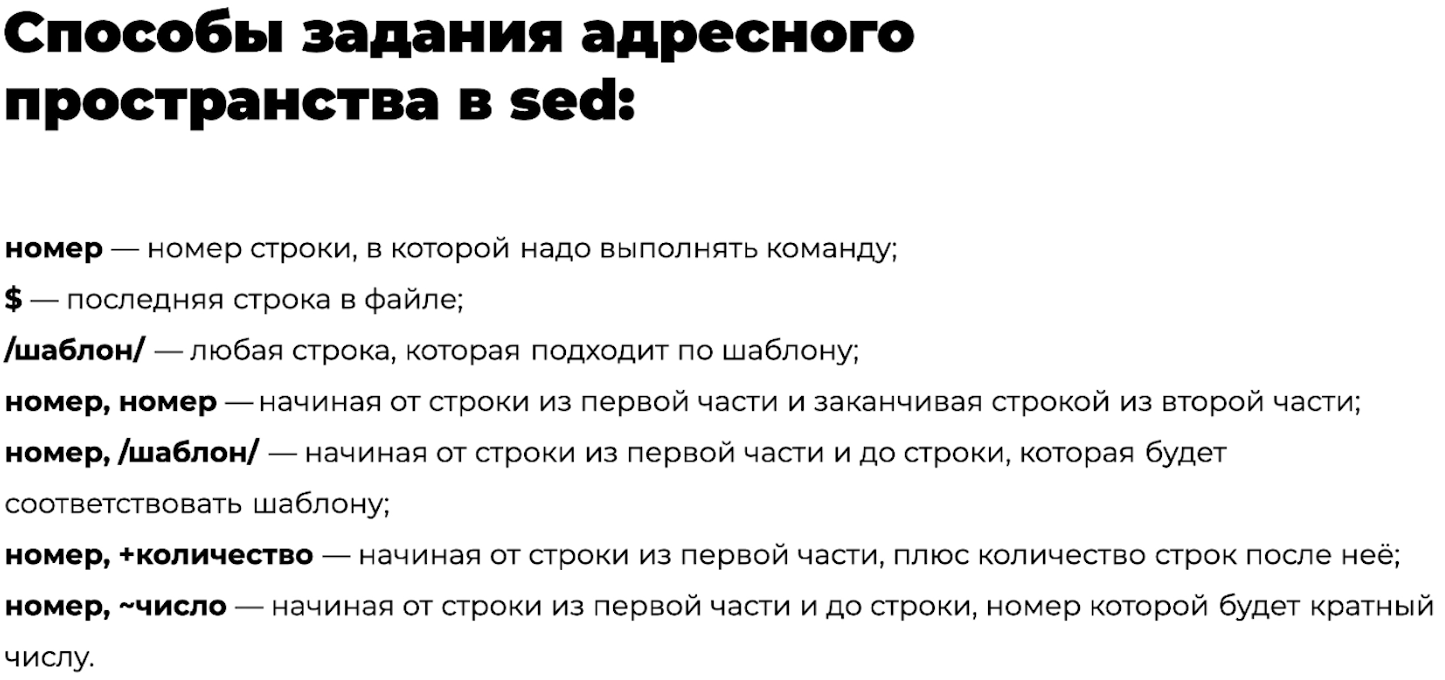 Способы задания адресного
пространства в sed:
номер — номер строки, в которой надо выполнять команду;
$ — последняя строка в файле;
/шаблон/ — любая строка, которая подходит по шаблону;
номер, номер — начиная от строки из первой части и заканчивая строкой из второй части;
номер, /шаблон/ — начиная от строки из первой части и до строки, которая будет
соответствовать шаблону;
номер, +количество — начиная от строки из первой части, плюс количество строк после неё;
номер, ~число — начиная от строки из первой части и до строки, номер которой будет кратный
числу.